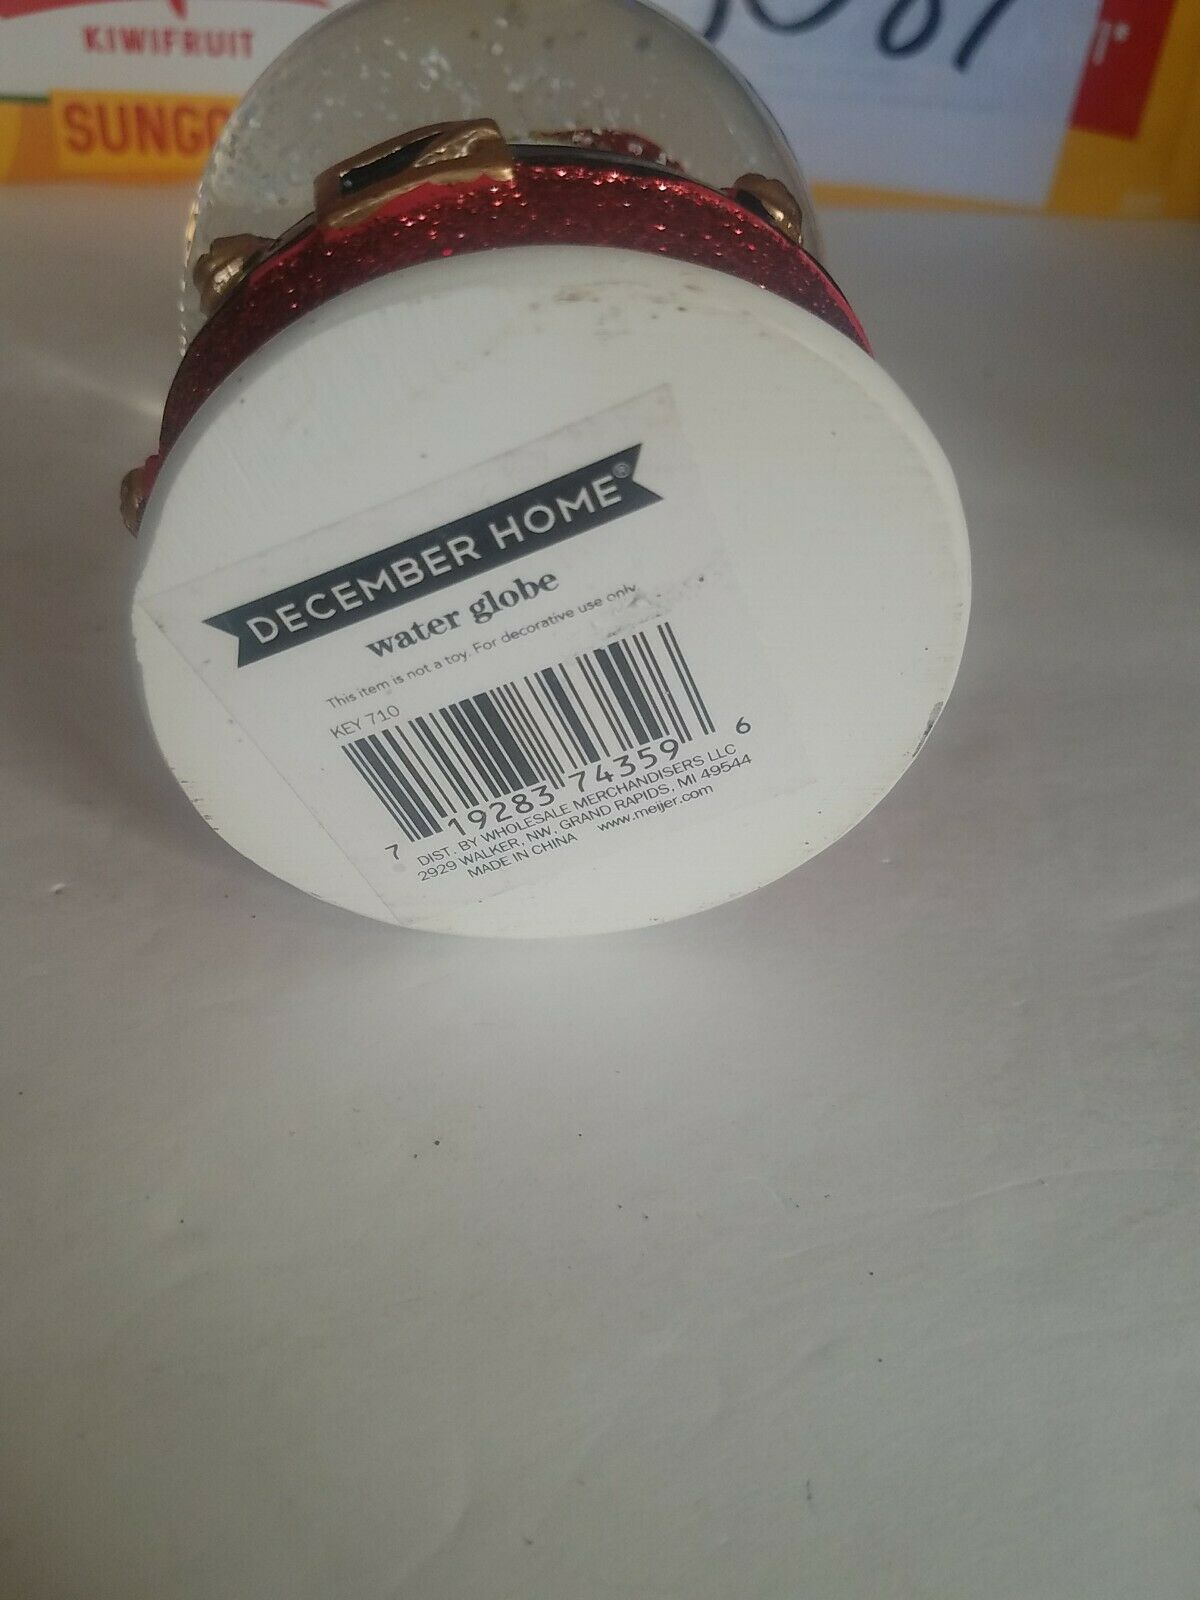 KIWIFRUIT
DECEMBER HOME®
water globe
This item is not a toy. For decorative use only
KEY 710
7 19283 74359 6
DIST. BY WHOLESALE MERCHANDISERS LLC
2929 WALKER, NW, GRAND RAPIDS, MI 49544
MADE IN CHINA www.meijer.com